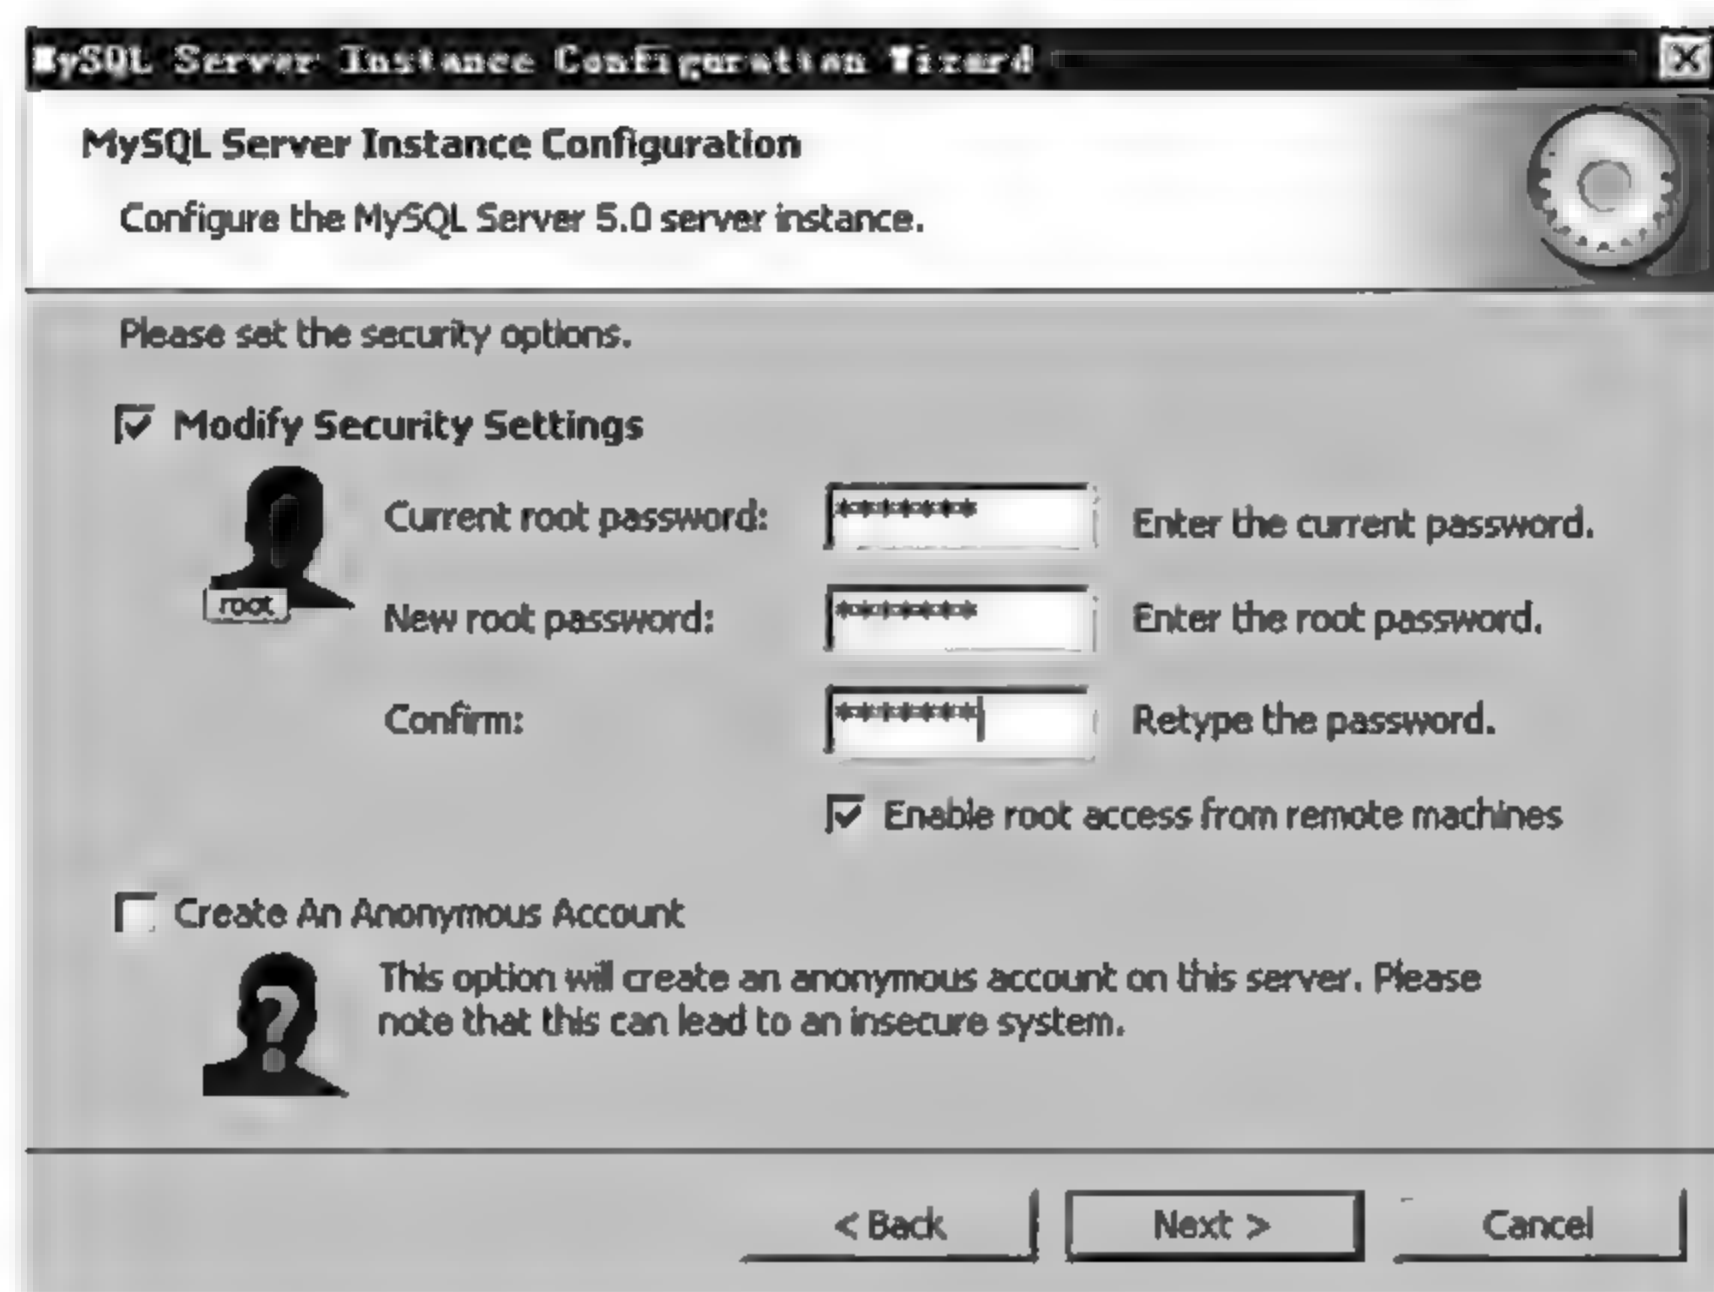 MySQL Server Instance Configuration Wizard
MySQL Server Instance Configuration
Configure the MySQL Server 5.0 server instance.
Please set the security options.
Modify Security Settings
root
Current root password: ******* Enter the current password.
New root password: ******* Enter the root password.
Confirm: ******* Retype the password.
Enable root access from remote machines
Create An Anonymous Account
?
This option will create an anonymous account on this server. Please
note that this can lead to an insecure system.
< Back Next > Cancel